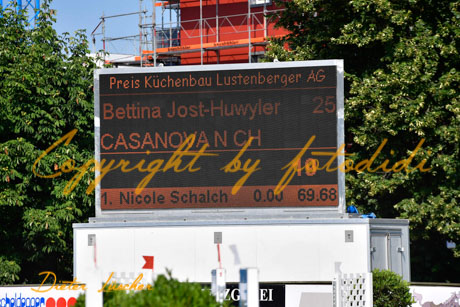 Preis Küchenbau Lustenberger AG
Bettina Jost-Huwyler 25
CASANOVA N CH
Copyright by fotodidi
10
1. Nicole Schalch 0.00 69.68
Dieter